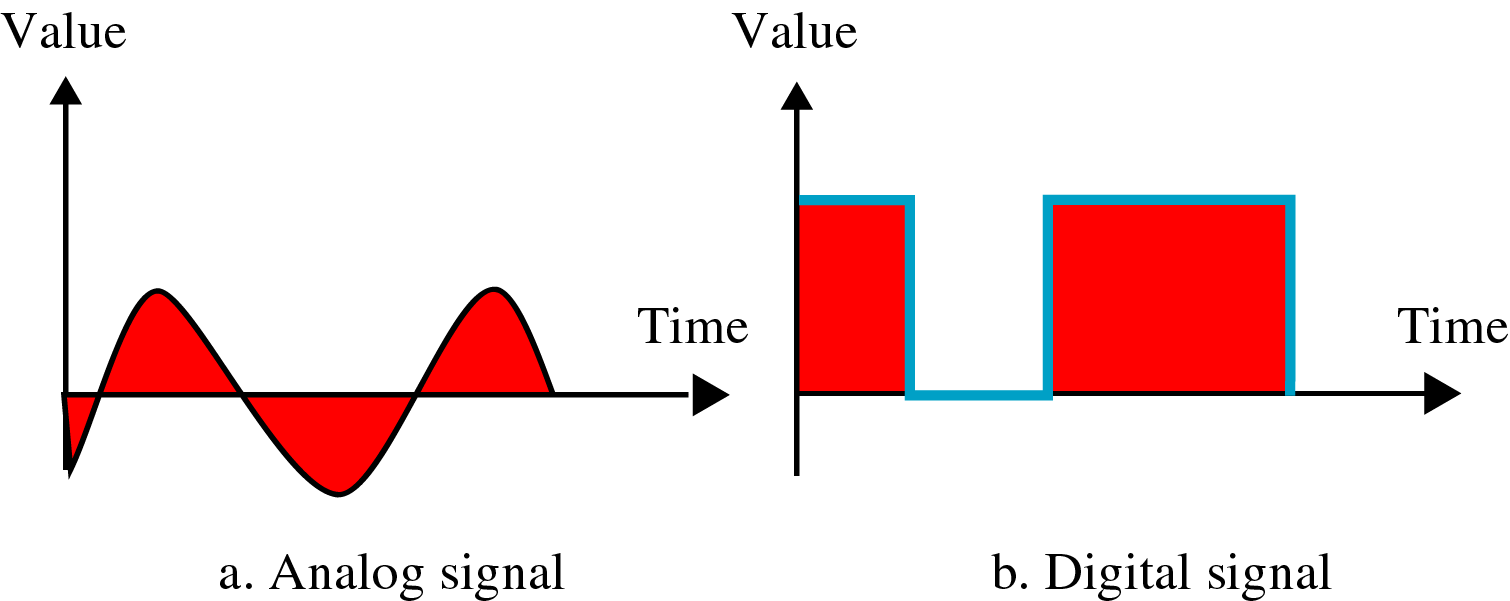 Value
Time
a. Analog signal
Value
Time
b. Digital signal